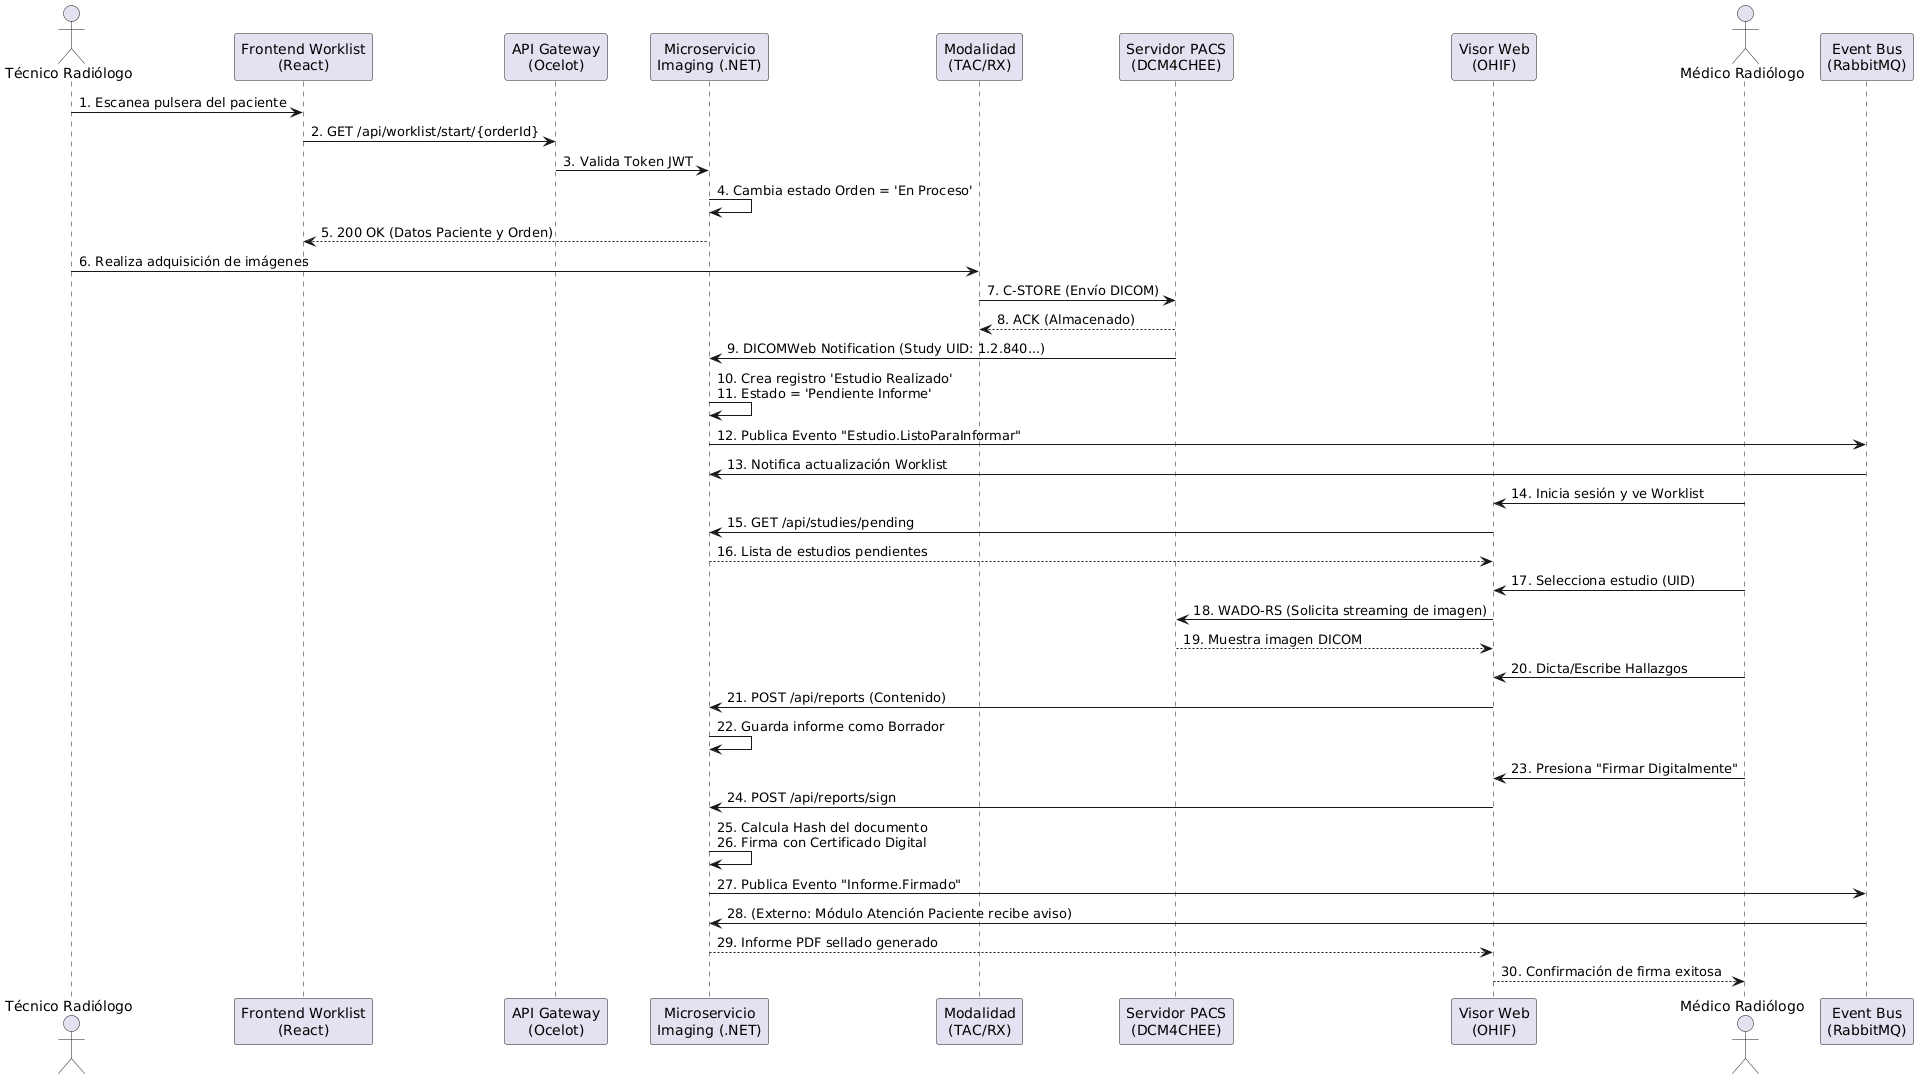 Técnico Radiólogo
Frontend Worklist
(React)
API Gateway
(Ocelot)
Microservicio
Imaging (.NET)
Modalidad
(TAC/RX)
Servidor PACS
(DCM4CHEE)
Visor Web
(OHIF)
Médico Radiólogo
Event Bus
(RabbitMQ)
1. Escanea pulsera del paciente
2. GET /api/worklist/start/{orderId}
3. Valida Token JWT
4. Cambia estado Orden = 'En Proceso'
5. 200 OK (Datos Paciente y Orden)
6. Realiza adquisición de imágenes
7. C-STORE (Envío DICOM)
8. ACK (Almacenado)
9. DICOMWeb Notification (Study UID: 1.2.840...)
10. Crea registro 'Estudio Realizado'
11. Estado = 'Pendiente Informe'
12. Publica Evento "Estudio.ListoParaInformar"
13. Notifica actualización Worklist
14. Inicia sesión y ve Worklist
15. GET /api/studies/pending
16. Lista de estudios pendientes
17. Selecciona estudio (UID)
18. WADO-RS (Solicita streaming de imagen)
19. Muestra imagen DICOM
20. Dicta/Escribe Hallazgos
21. POST /api/reports (Contenido)
22. Guarda informe como Borrador
23. Presiona "Firmar Digitalmente"
24. POST /api/reports/sign
25. Calcula Hash del documento
26. Firma con Certificado Digital
27. Publica Evento "Informe.Firmado"
28. (Externo: Módulo Atención Paciente recibe aviso)
29. Informe PDF sellado generado
30. Confirmación de firma exitosa
Técnico Radiólogo
Frontend Worklist
(React)
API Gateway
(Ocelot)
Microservicio
Imaging (.NET)
Modalidad
(TAC/RX)
Servidor PACS
(DCM4CHEE)
Visor Web
(OHIF)
Médico Radiólogo
Event Bus
(RabbitMQ)